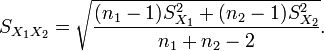 S_{X_1X_2} = \sqrt{\frac{(n_1-1)S_{X_1}^2 + (n_2-1)S_{X_2}^2}{n_1+n_2-2}}.